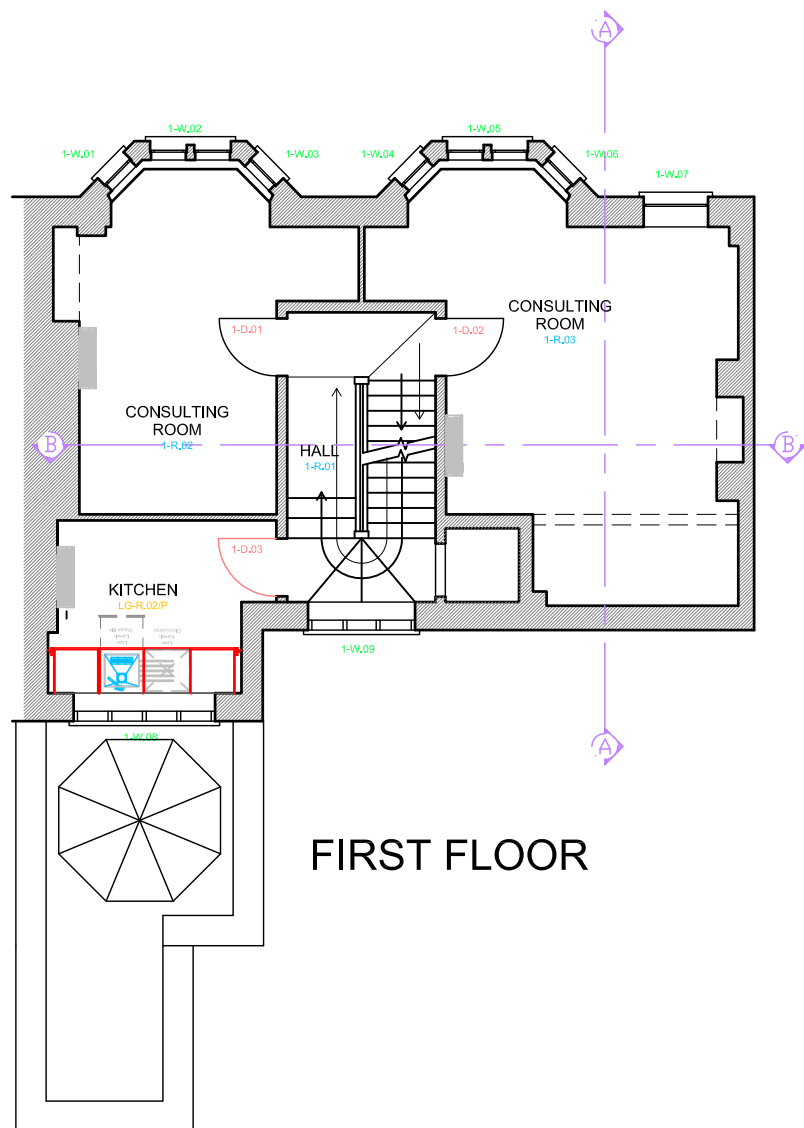 A
1-W.02
1-W.05
1-W.01
1-W.03
1-W.04
1-W.06
1-W.07
1-D.01
1-D.02
CONSULTING
ROOM
1-R.03
CONSULTING
ROOM
1-R.02
HALL
1-R.01
B
B
1-D.03
KITCHEN
LG-R.02/P
1-W.09
1-W.08
A
FIRST FLOOR